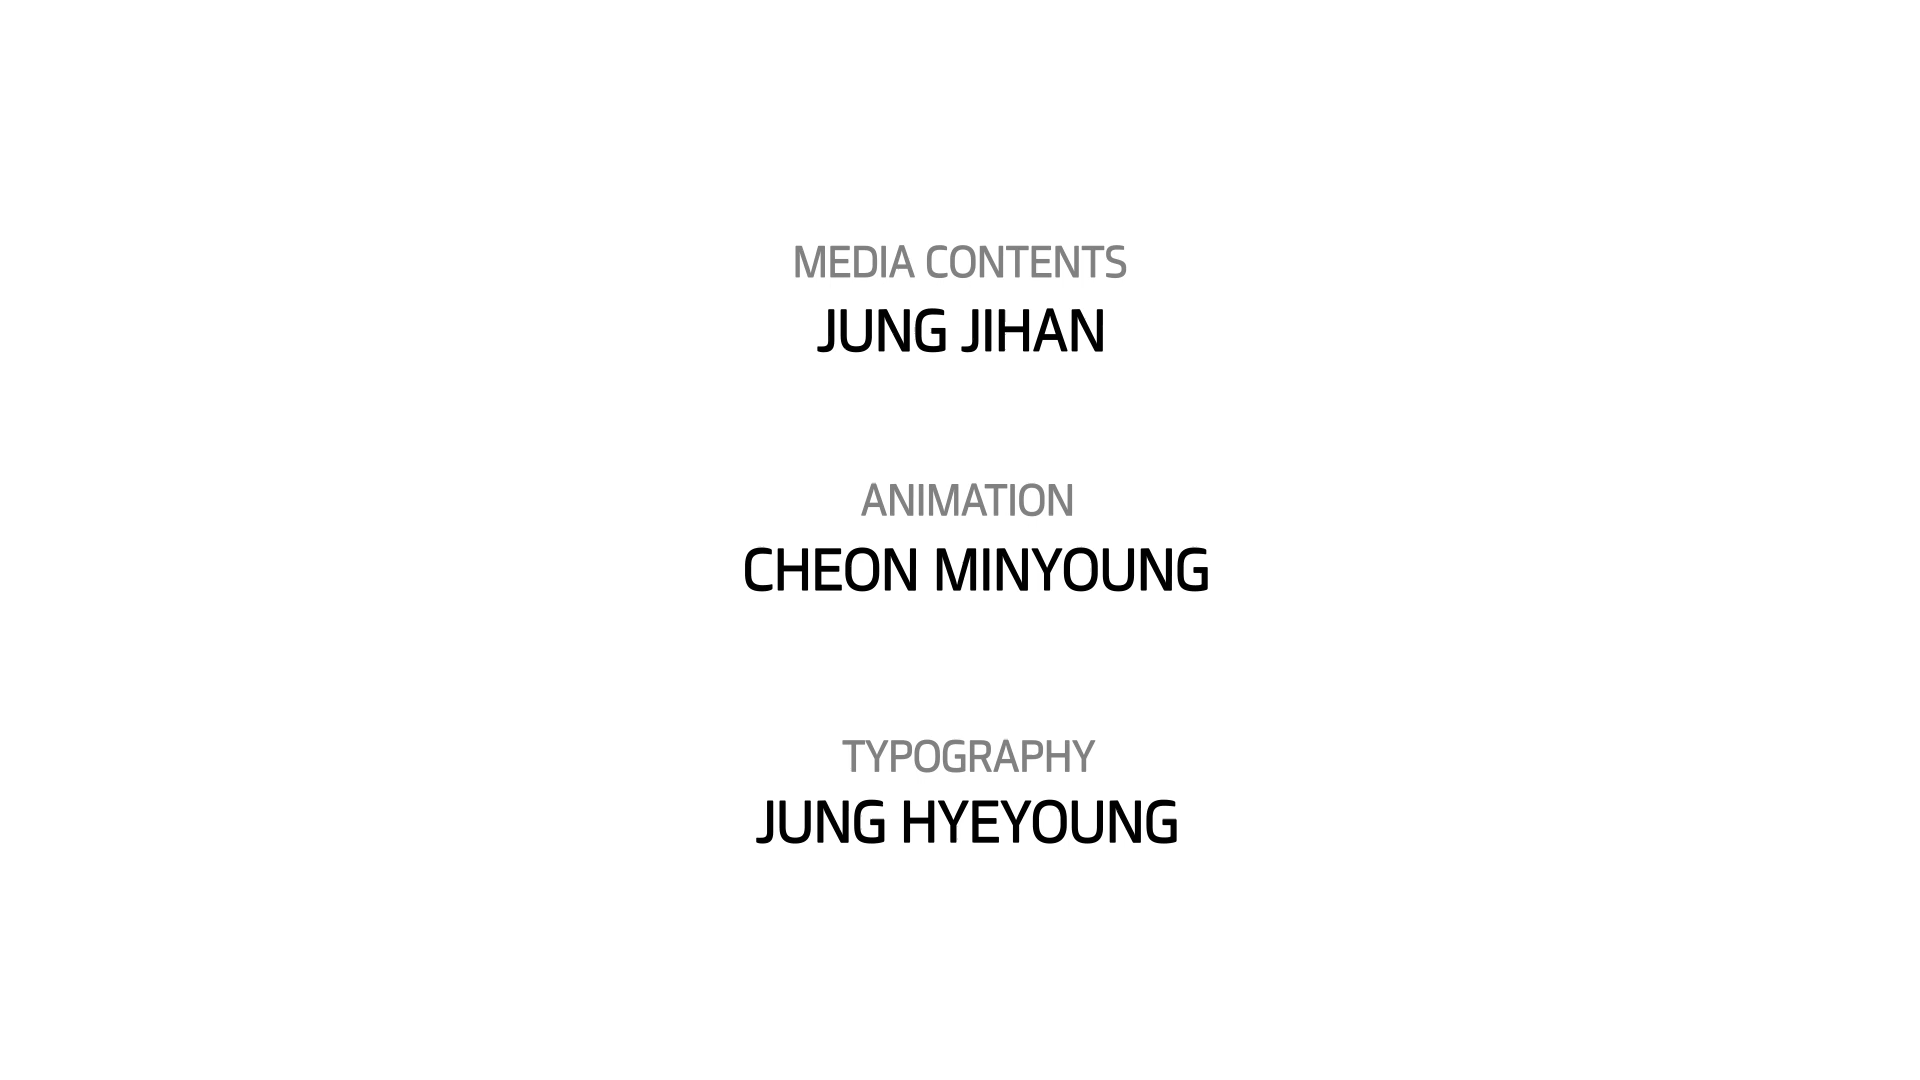 MEDIA CONTENTS
JUNG JIHAN
ANIMATION
CHEON MINYOUNG
TYPOGRAPHY
JUNG HYEYOUNG